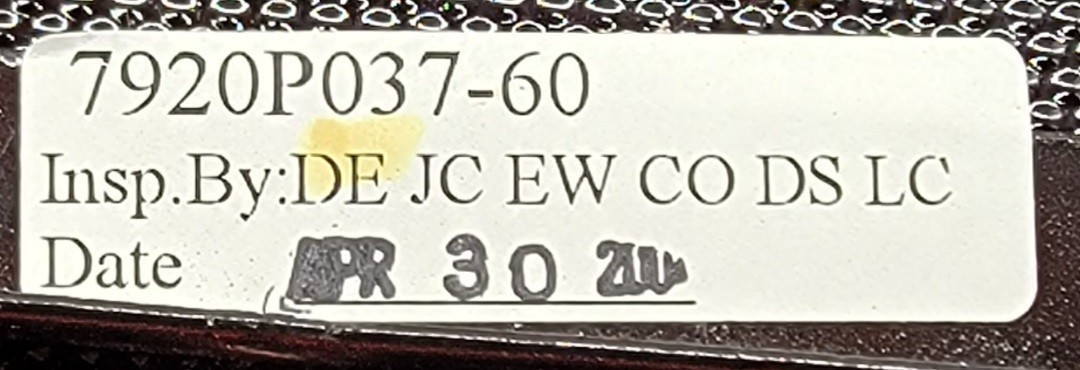 7920P037-60
Insp.By:DE JC EW CO DS LC
Date APR 30